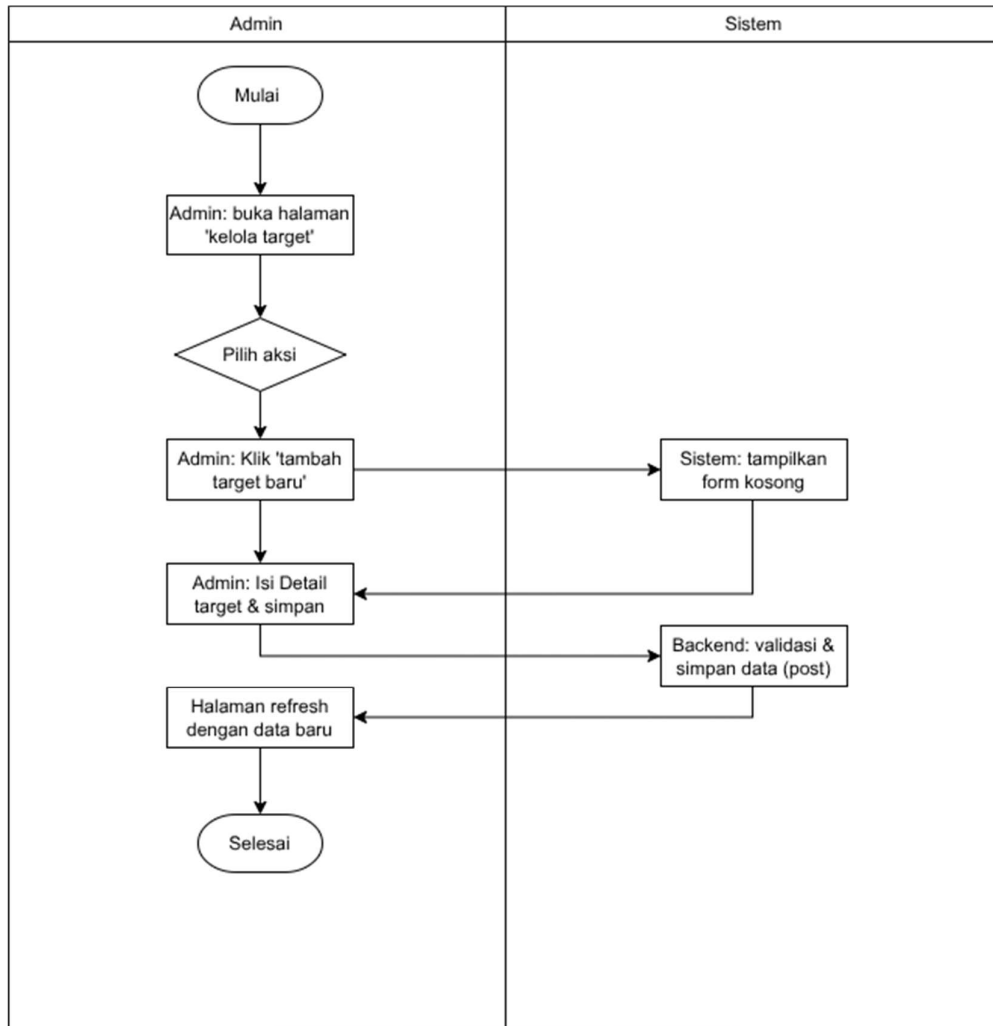 Admin
Sistem
Mulai
Admin: buka halaman
'kelola target'
Pilih aksi
Admin: Klik 'tambah
target baru'
Sistem: tampilkan
form kosong
Admin: Isi Detail
target & simpan
Backend: validasi &
simpan data (post)
Halaman refresh
dengan data baru
Selesai